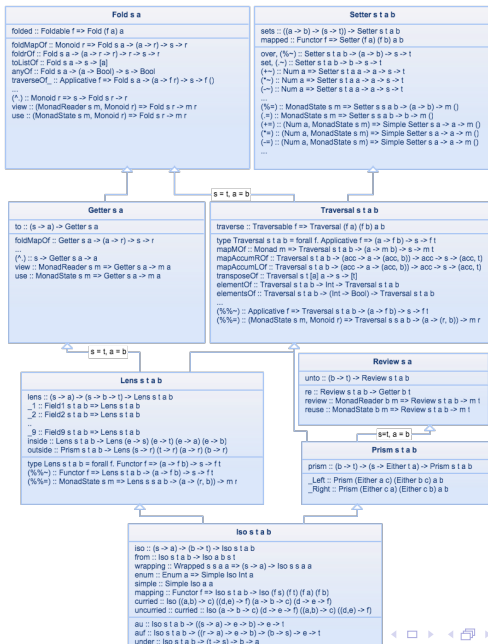 Fold s a
folded :: Foldable f => Fold (f a) a
foldMapOf :: Monoid r => Fold s a -> (a -> r) -> s -> r
foldrOf :: Fold s a -> (a -> r -> r) -> r -> s -> r
toListOf :: Fold s a -> s -> [a]
anyOf :: Fold s a -> (a -> Bool) -> s -> Bool
traverseOf_ :: Applicative f => Fold s a -> (a -> f r) -> s -> f ()
...
(^.) :: Monoid r => s -> Fold s r -> r
view :: (MonadReader s m, Monoid r) => Fold s r -> m r
use :: (MonadState s m, Monoid r) => Fold s r -> m r
Setter s t a b
sets :: ((a -> b) -> (s -> t)) -> Setter s t a b
mapped :: Functor f => Setter (f a) (f b) a b
over, (%~) :: Setter s t a b -> (a -> b) -> s -> t
set, (.~) :: Setter s t a b -> b -> s -> t
(+~) :: Num a => Setter s t a a -> a -> s -> t
(*~) :: Num a => Setter s t a a -> a -> s -> t
(-~) :: Num a => Setter s t a a -> a -> s -> t
...
(%=) :: MonadState s m => Setter s s a b -> (a -> b) -> m ()
(.=) :: MonadState s m => Setter s s a b -> b -> m ()
(+=) :: (Num a, MonadState s m) => Simple Setter s a -> a -> m ()
(*=) :: (Num a, MonadState s m) => Simple Setter s a -> a -> m ()
(-=) :: (Num a, MonadState s m) => Simple Setter s a -> a -> m ()
...
s = t, a = b
Getter s a
to :: (s -> a) -> Getter s a
foldMapOf :: Getter s a -> (a -> r) -> s -> r
...
(^.) :: s -> Getter s a -> a
view :: MonadReader s m => Getter s a -> m a
use :: MonadState s m => Getter s a -> m a
Traversal s t a b
traverse :: Traversable f => Traversal (f a) (f b) a b
type Traversal s t a b = forall f. Applicative f => (a -> f b) -> s -> f t
mapMOf :: Monad m => Traversal s t a b -> (a -> m b) -> s -> m t
mapAccumROf :: Traversal s t a b -> (acc -> a -> (acc, b)) -> acc -> s -> (acc, t)
mapAccumLOf :: Traversal s t a b -> (acc -> a -> (acc, b)) -> acc -> s -> (acc, t)
transposeOf :: Traversal s t [a] a -> s -> [t]
elementOf :: Traversal s t a b -> Int -> Traversal s t a b
elementsOf :: Traversal s t a b -> (Int -> Bool) -> Traversal s t a b
...
(%%~) :: Applicative f => Traversal s t a b -> (a -> f b) -> s -> f t
(%%=) :: (MonadState s m, Monoid r) => Traversal s s a b -> (a -> (r, b)) -> m r
s = t, a = b
Review s a
unto :: (b -> t) -> Review s t a b
re :: Review s t a b -> Getter b t
review :: MonadReader b m => Review s t a b -> m t
reuse :: MonadState b m => Review s t a b -> m t
s=t, a = b
Lens s t a b
lens :: (s -> a) -> (s -> b -> t) -> Lens s t a b
_1 :: Field1 s t a b => Lens s t a b
_2 :: Field2 s t a b => Lens s t a b
..
_9 :: Field9 s t a b => Lens s t a b
inside :: Lens s t a b -> Lens (e -> s) (e -> t) (e -> a) (e -> b)
outside :: Prism s t a b -> Lens (s -> r) (t -> r) (a -> r) (b -> r)
type Lens s t a b = forall f. Functor f => (a -> f b) -> s -> f t
(%%~) :: Functor f => Lens s t a b -> (a -> f b) -> s -> f t
(%%=) :: MonadState s m => Lens s s a b -> (a -> (r, b)) -> m r
Prism s t a b
prism :: (b -> t) -> (s -> Either t a) -> Prism s t a b
_Left :: Prism (Either a c) (Either b c) a b
_Right :: Prism (Either c a) (Either c b) a b
Iso s t a b
iso :: (s -> a) -> (b -> t) -> Iso s t a b
from :: Iso s t a b -> Iso a b s t
wrapping :: Wrapped s s a a => (s -> a) -> Iso s s a a
enum :: Enum a => Simple Iso Int a
simple :: Simple Iso a a
mapping :: Functor f => Iso s t a b -> Iso (f s) (f t) (f a) (f b)
curried :: Iso ((a,b) -> c) ((d,e) -> f) (a -> b -> c) (d -> e -> f)
uncurried :: curried :: Iso (a -> b -> c) (d -> e -> f) ((a,b) -> c) ((d,e) -> f)
au :: Iso s t a b -> ((s -> a) -> e -> b) -> e -> t
auf :: Iso s t a b -> ((r -> a) -> e -> b) -> (b -> s) -> e -> t
under :: Iso s t a b -> (t -> s) -> b -> a